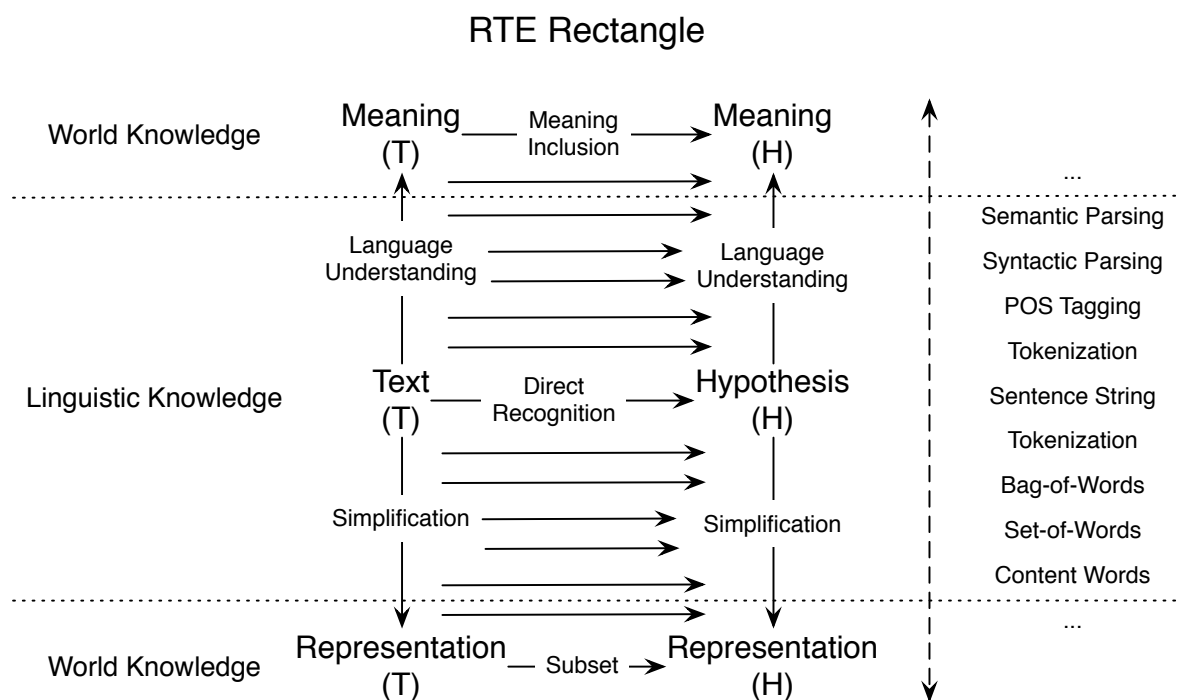 RTE Rectangle
World Knowledge
Meaning
(T)
Meaning
Inclusion
Meaning
(H)
...
Language
Understanding
Language
Understanding
Semantic Parsing
Syntactic Parsing
POS Tagging
Tokenization
Linguistic Knowledge
Text
(T)
Direct
Recognition
Hypothesis
(H)
Sentence String
Tokenization
Bag-of-Words
Simplification
Simplification
Set-of-Words
Content Words
...
World Knowledge
Representation
(T)
Subset
Representation
(H)